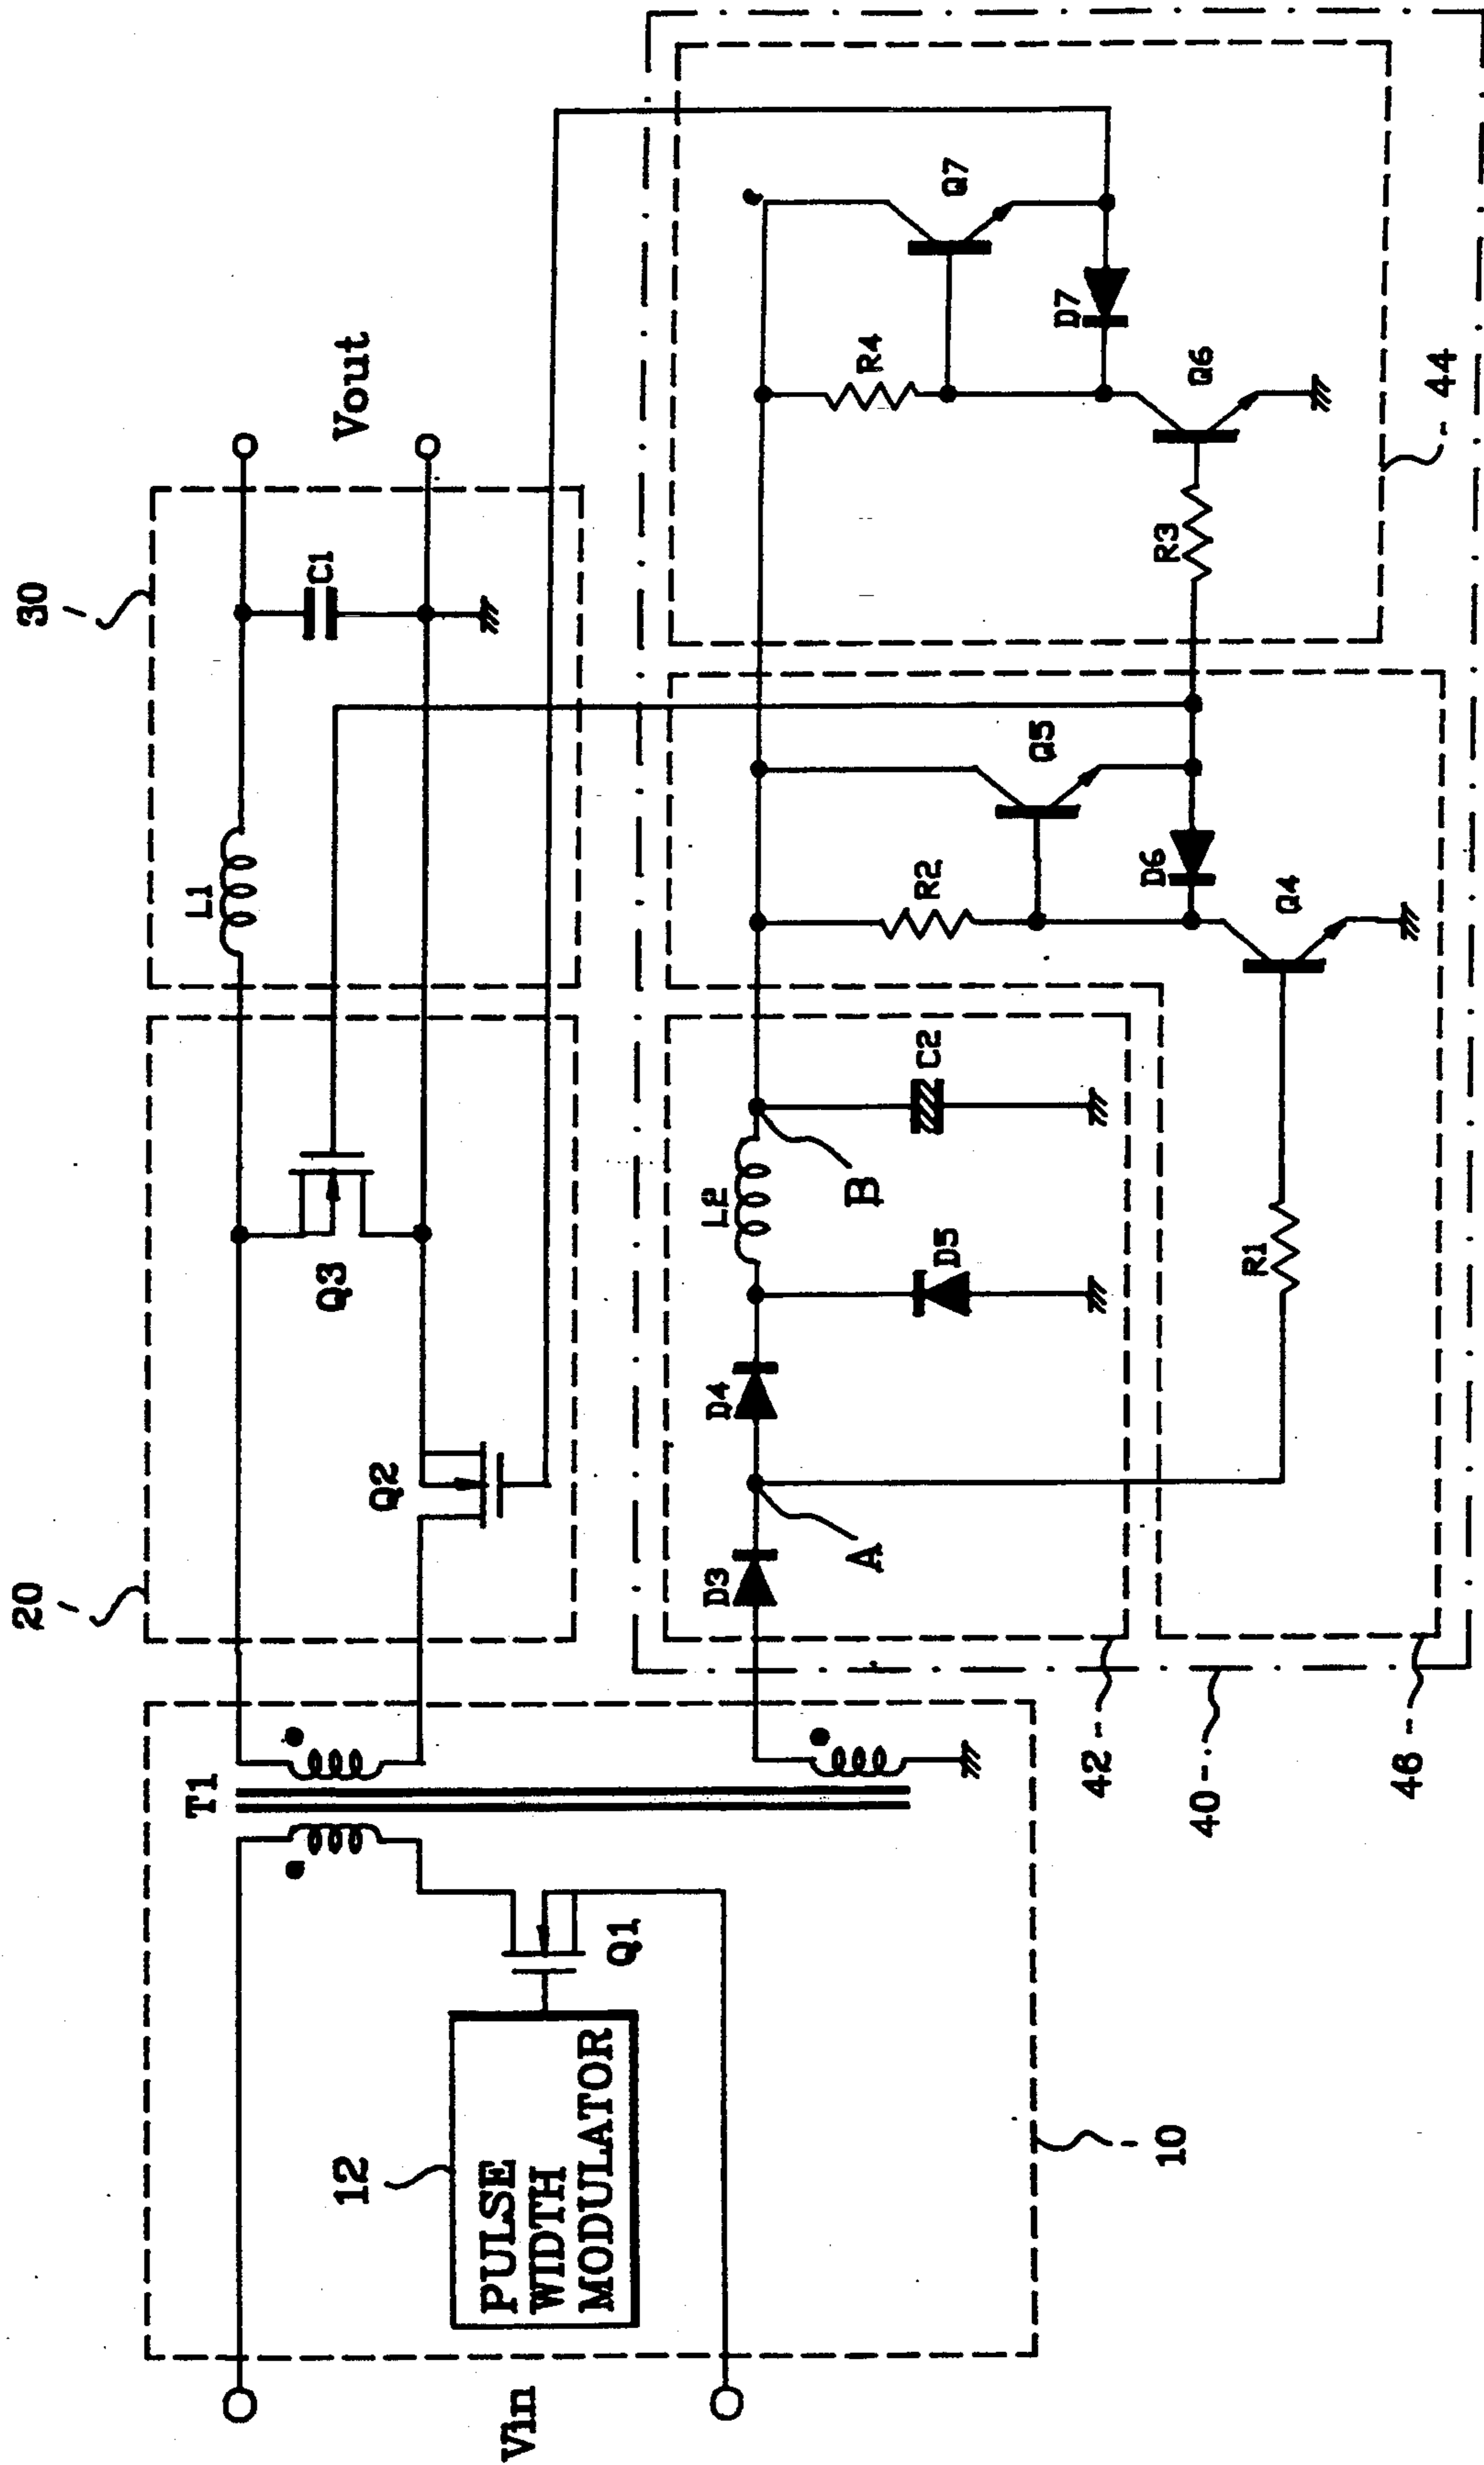 20
30
T1
Q3
L1
C1
Vout
Vin
12
PULSE
WIDTH
MODULATOR
Q1
Q2
10
D3
A
D4
D5
L2
B
C2
R2
Q5
D6
Q4
R1
R3
R4
Q7
D7
Q6
42
40
46
44